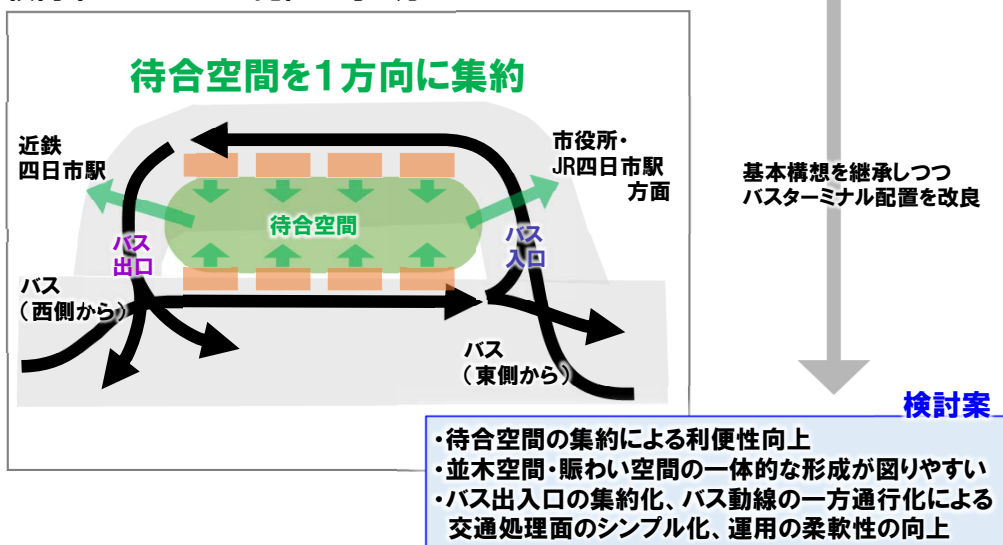 待合空間を1方向に集約
近鉄
四日市駅
市役所・
JR四日市駅
方面
待合空間
バス
出口
バス
入口
バス
(西側から)
バス
(東側から)
基本構想を継承しつつ
バスターミナル配置を改良
検討案
・待合空間の集約による利便性向上
・並木空間・賑わい空間の一体的な形成が図りやすい
・バス出入口の集約化、バス動線の一方通行化による
交通処理面のシンプル化、運用の柔軟性の向上